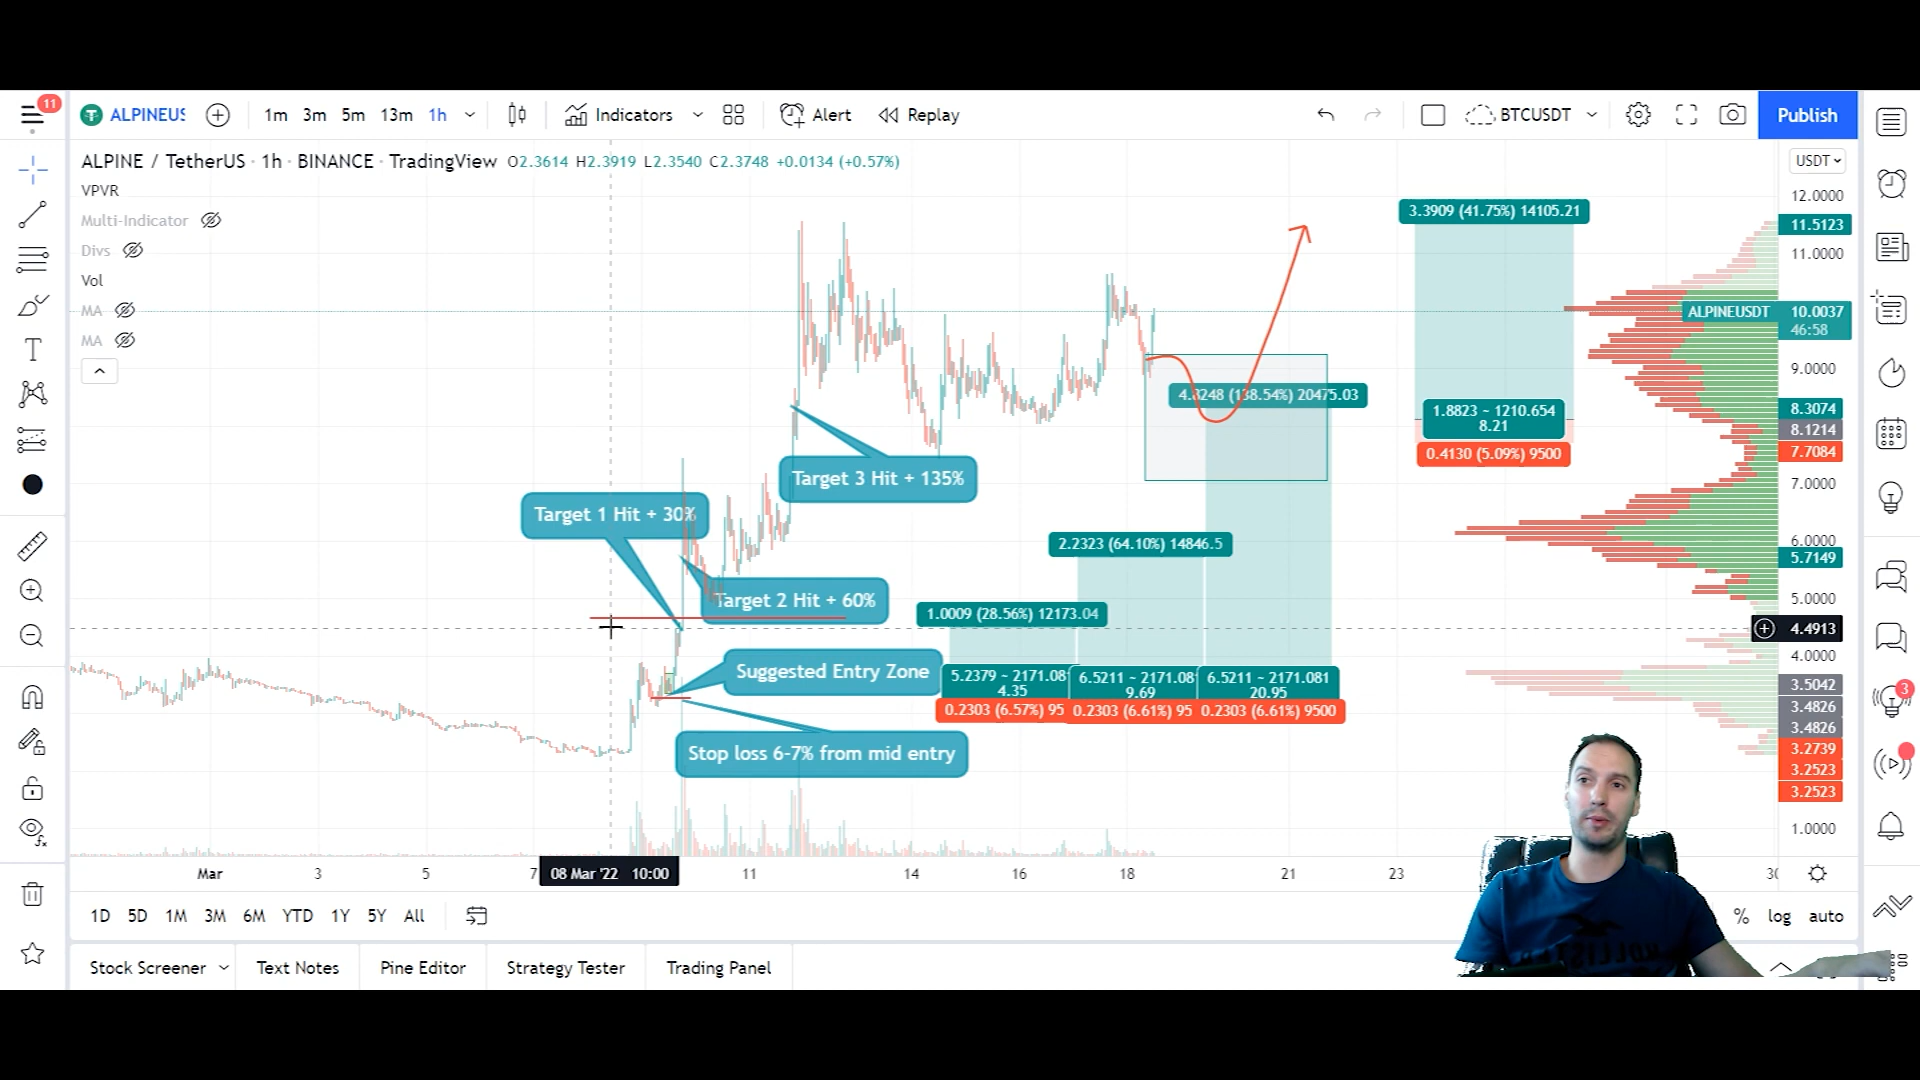 11
ALPINEUS
1m 3m 5m 13m 1h
Indicators
Alert
Replay
BTCUSDT
Publish
ALPINE / TetherUS · 1h · BINANCE · TradingView O2.3614 H2.3919 L2.3540 C2.3748 +0.0134 (+0.57%)
USDT
VPVR
Multi-Indicator
Divs
Vol
MA
MA
12.0000
3.3909 (41.75%) 14105.21
11.5123
11.0000
ALPINEUSDT 10.0037
46:58
9.0000
4.8248 (138.54%) 20475.03
1.8823 ~ 1210.654
8.21
8.3074
8.1214
0.4130 (5.09%) 9500
7.7084
Target 3 Hit + 135%
7.0000
Target 1 Hit + 30%
2.2323 (64.10%) 14846.5
6.0000
5.7149
Target 2 Hit + 60%
1.0009 (28.56%) 12173.04
5.0000
4.4913
4.0000
Suggested Entry Zone
5.2379 ~ 2171.08
4.35
6.5211 ~ 2171.08
9.69
6.5211 ~ 2171.081
20.95
3.5042
0.2303 (6.57%) 95
0.2303 (6.61%) 95
0.2303 (6.61%) 9500
3.4826
3.4826
3
Stop loss 6-7% from mid entry
3.2739
3.2523
3.2523
1.0000
Mar 3 5 7 08 Mar '22 10:00 11 14 16 18 21 23 30
1D 5D 1M 3M 6M YTD 1Y 5Y All
% log auto
Stock Screener
Text Notes
Pine Editor
Strategy Tester
Trading Panel